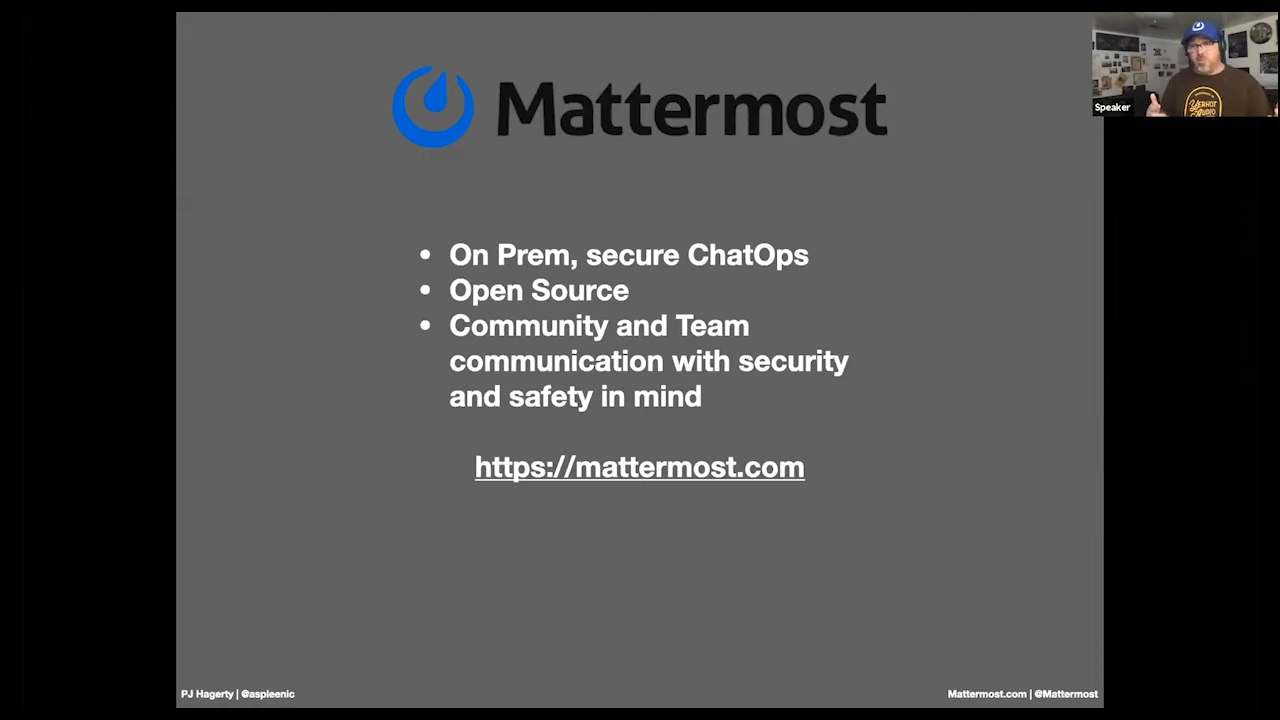 Mattermost
Speaker
• On Prem, secure ChatOps
• Open Source
• Community and Team
communication with security
and safety in mind
https://mattermost.com
PJ Hagerty | @aspleenic
Mattermost.com | @Mattermost